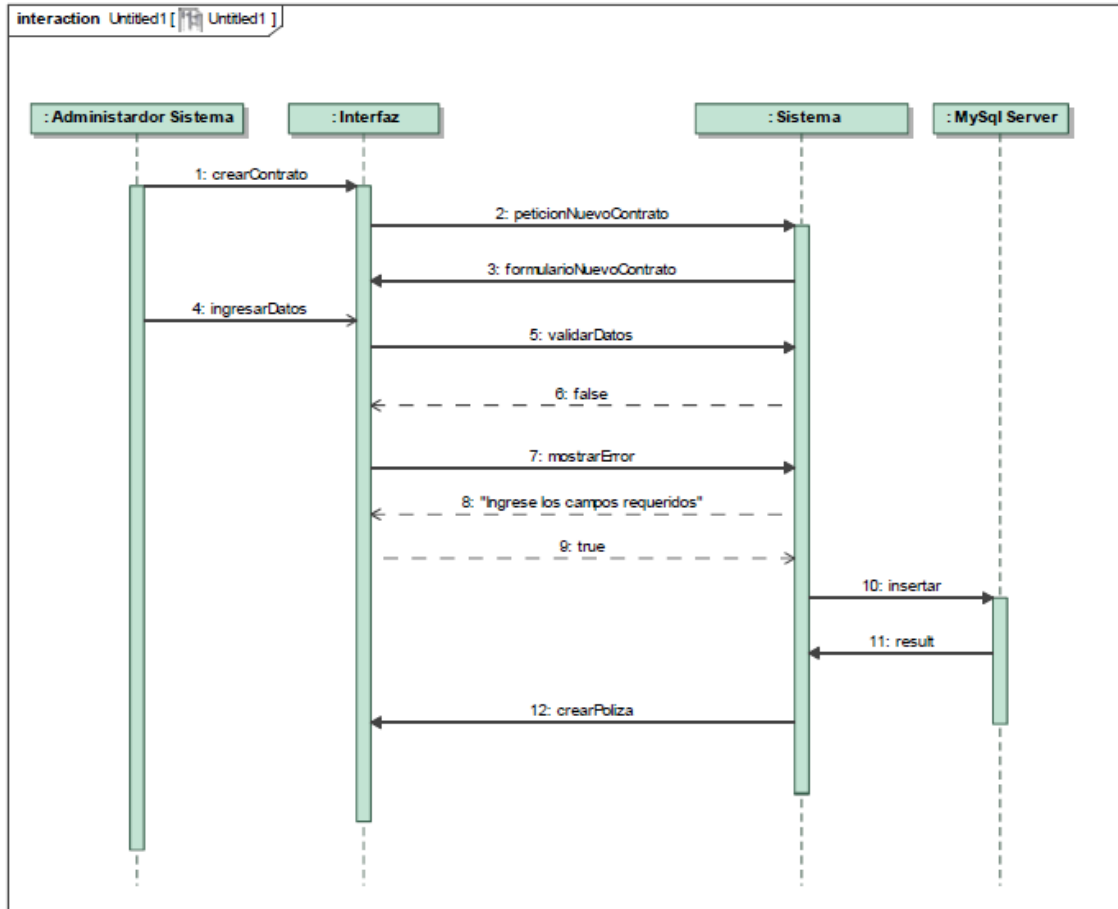 interaction Untitled1 [ Untitled1 ]
: Administardor Sistema
: Interfaz
: Sistema
: MySql Server
1: crearContrato
2: peticionNuevoContrato
3: formularioNuevoContrato
4: ingresarDatos
5: validarDatos
6: false
7: mostrarError
8: "Ingrese los campos requeridos"
9: true
10: insertar
11: result
12: crearPoliza